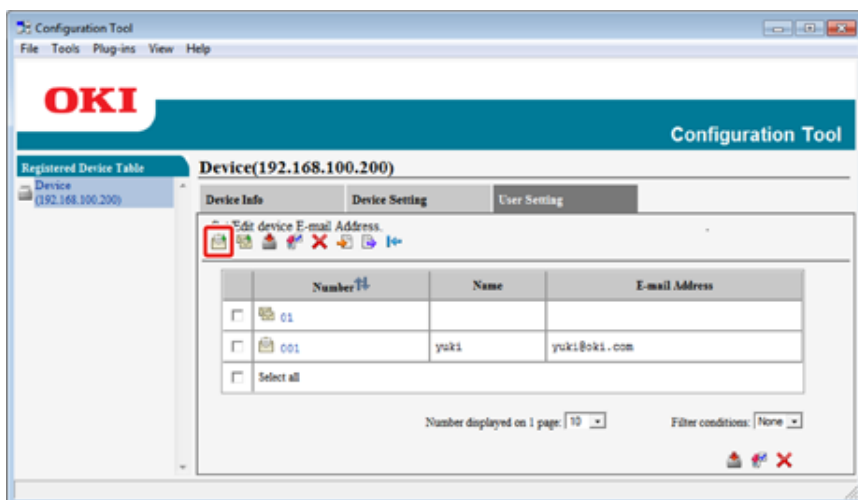 Configuration Tool
File Tools Plug-ins View Help
OKI
Configuration Tool
Registered Device Table
Device(192.168.100.200)
Device
(192.168.100.200)
Device Info Device Setting User Setting
Edit device E-mail Address.
Number Name E-mail Address
01
001 yuki yuki@oki.com
Select all
Number displayed on 1 page: 10 Filter conditions: None